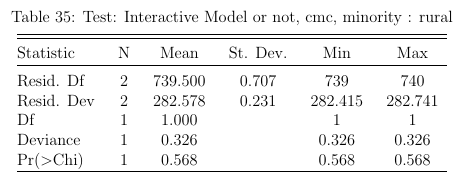 Table 35: Test: Interactive Model or not, cmc, minority : rural
Statistic N Mean St. Dev. Min Max
Resid. Df 2 739.500 0.707 739 740
Resid. Dev 2 282.578 0.231 282.415 282.741
Df 1 1.000 1 1
Deviance 1 0.326 0.326 0.326
Pr(>Chi) 1 0.568 0.568 0.568